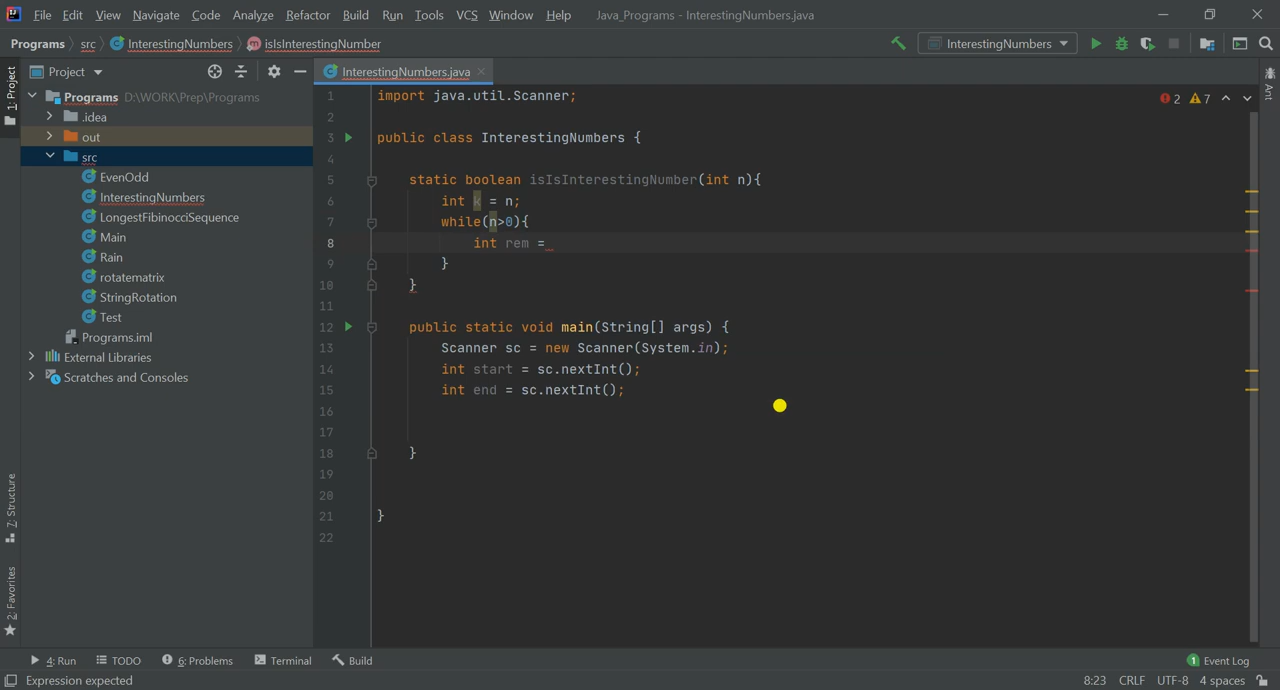 File Edit View Navigate Code Analyze Refactor Build Run Tools VCS Window Help Java_Programs - InterestingNumbers.java
Programs src InterestingNumbers isIsInterestingNumber InterestingNumbers
1: Project
Project
InterestingNumbers.java
Programs D:\WORK\Prep\Programs
.idea
out
src
EvenOdd
InterestingNumbers
LongestFibinocciSequence
Main
Rain
rotatematrix
StringRotation
Test
Programs.iml
External Libraries
Scratches and Consoles
7: Structure
2: Favorites
2 7
Ant
1 import java.util.Scanner;
2
3 public class InterestingNumbers {
4
5 static boolean isIsInterestingNumber(int n){
6 int k = n;
7 while(n>0){
8 int rem =
9 }
10 }
11
12 public static void main(String[] args) {
13 Scanner sc = new Scanner(System.in);
14 int start = sc.nextInt();
15 int end = sc.nextInt();
16
17
18 }
19
20
21 }
22
4: Run TODO 6: Problems Terminal Build 1 Event Log
Expression expected 8:23 CRLF UTF-8 4 spaces